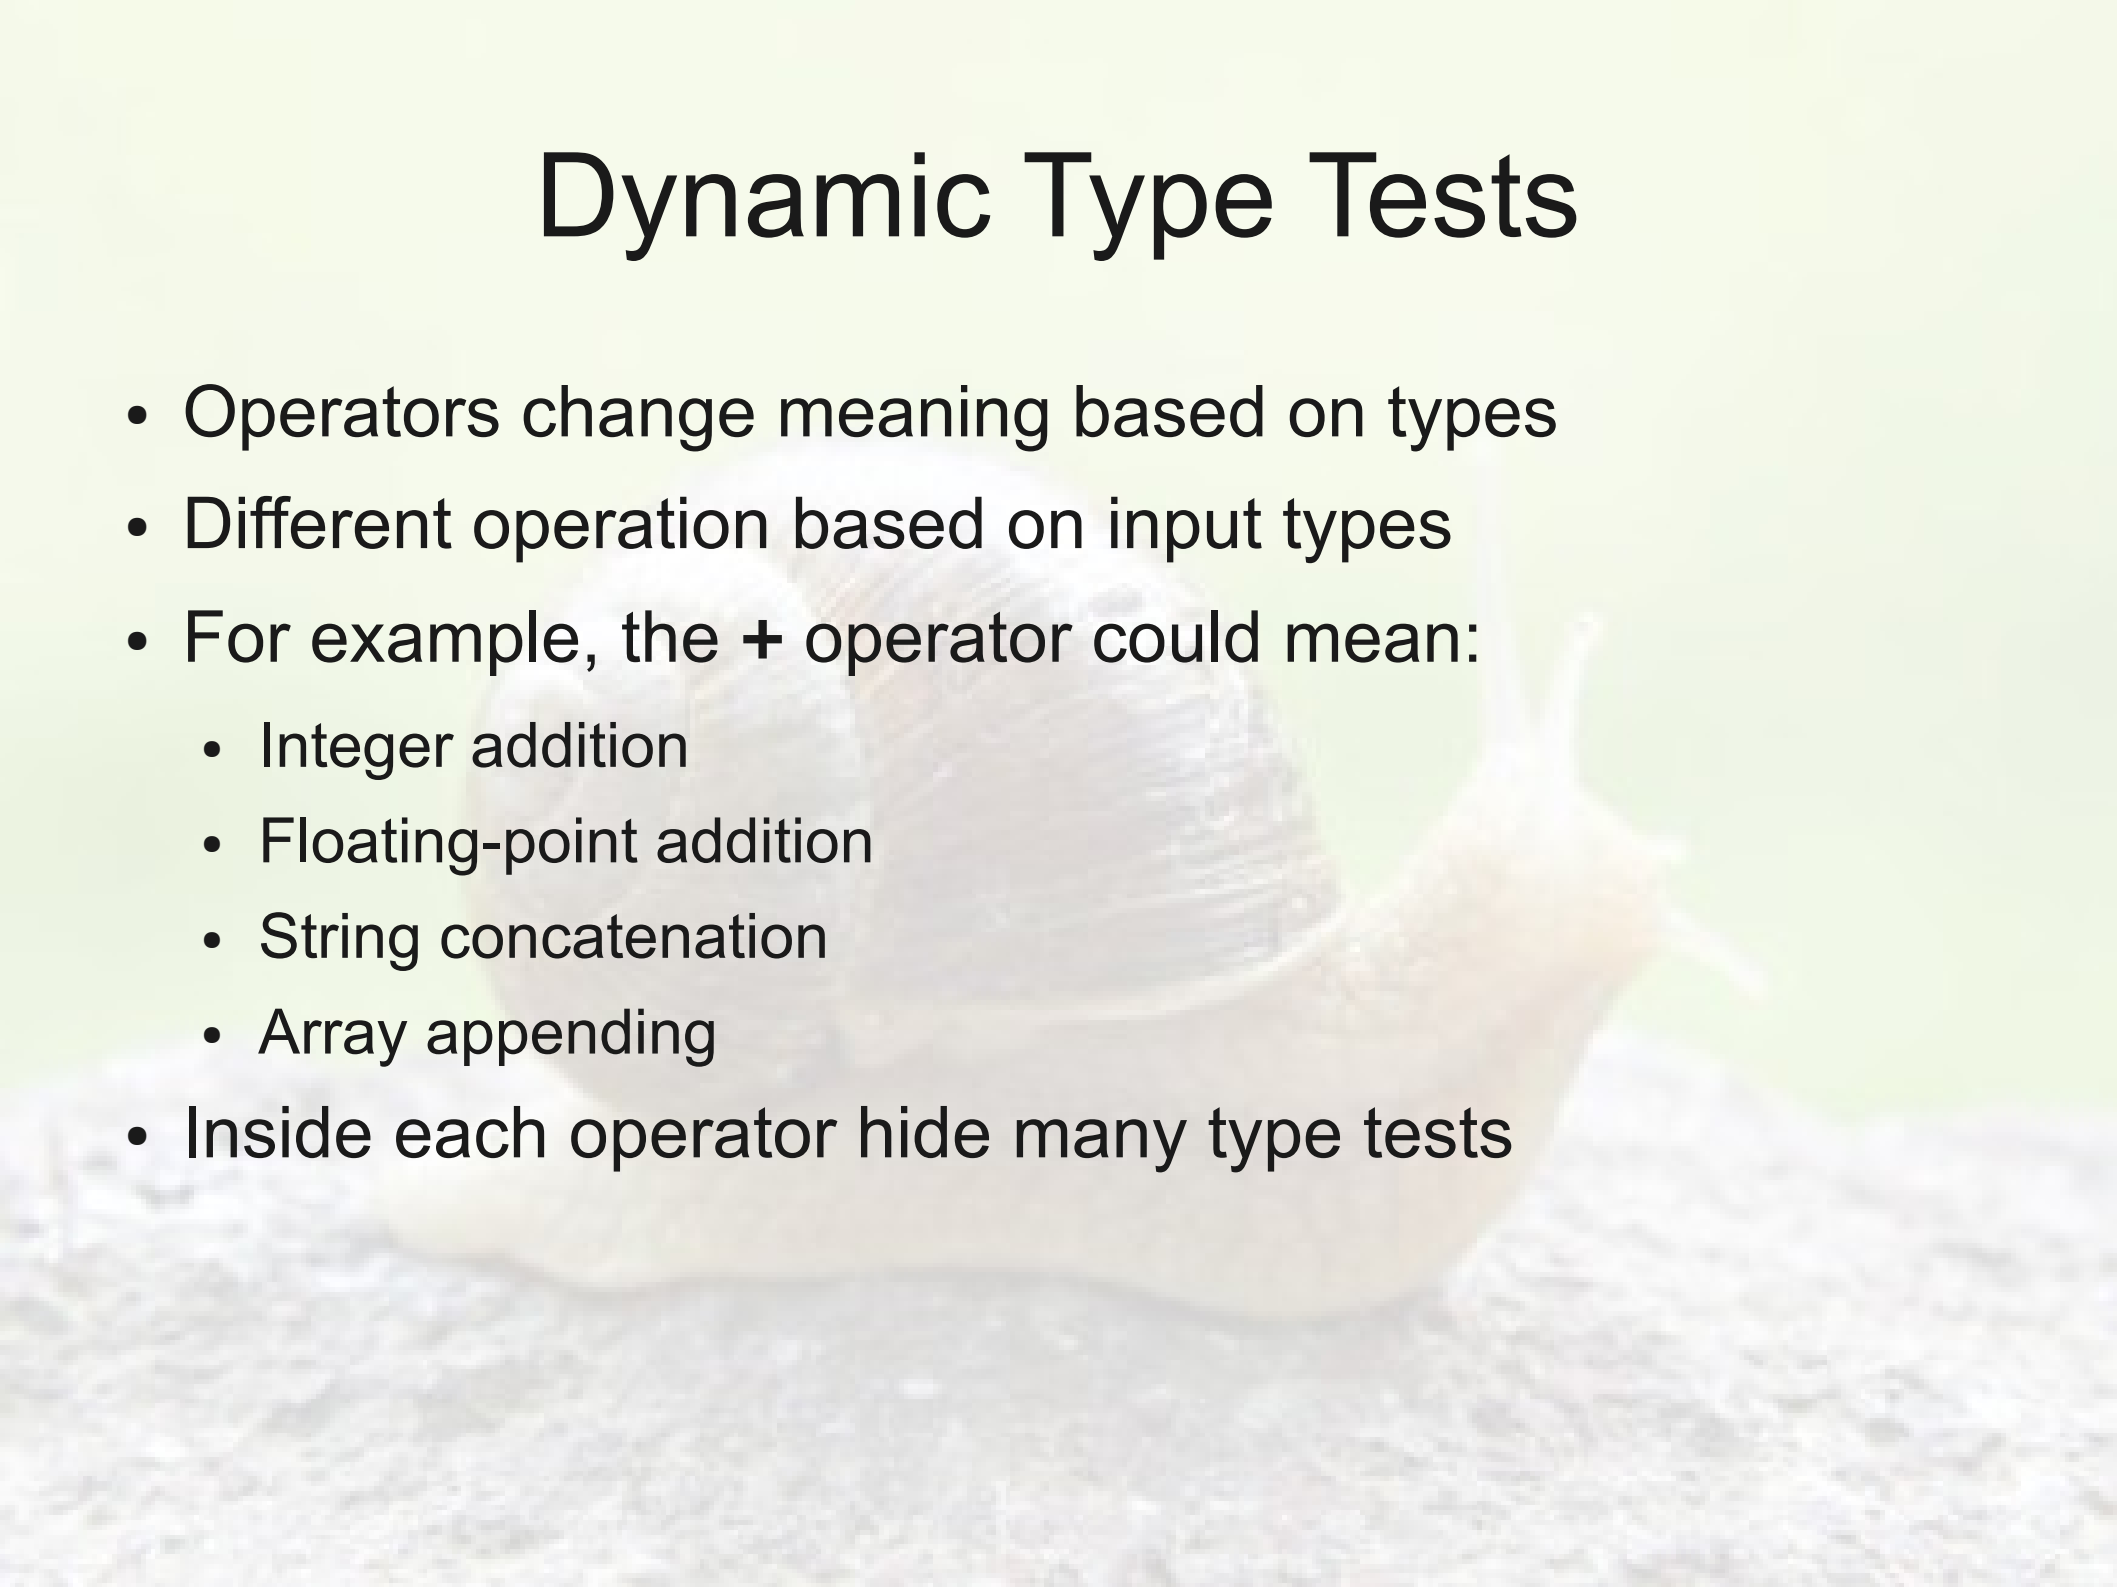 Dynamic Type Tests
• Operators change meaning based on types
• Different operation based on input types
• For example, the + operator could mean:
• Integer addition
• Floating-point addition
• String concatenation
• Array appending
• Inside each operator hide many type tests